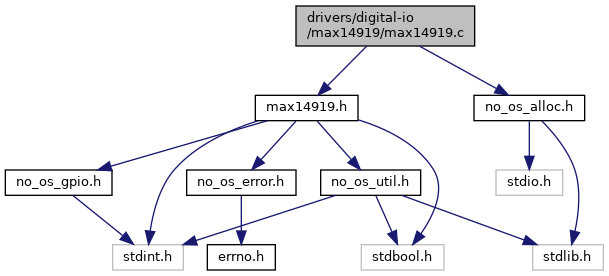 drivers/digital-io
/max14919/max14919.c
max14919.h
no_os_alloc.h
no_os_gpio.h
no_os_error.h
no_os_util.h
stdio.h
stdint.h
errno.h
stdbool.h
stdlib.h